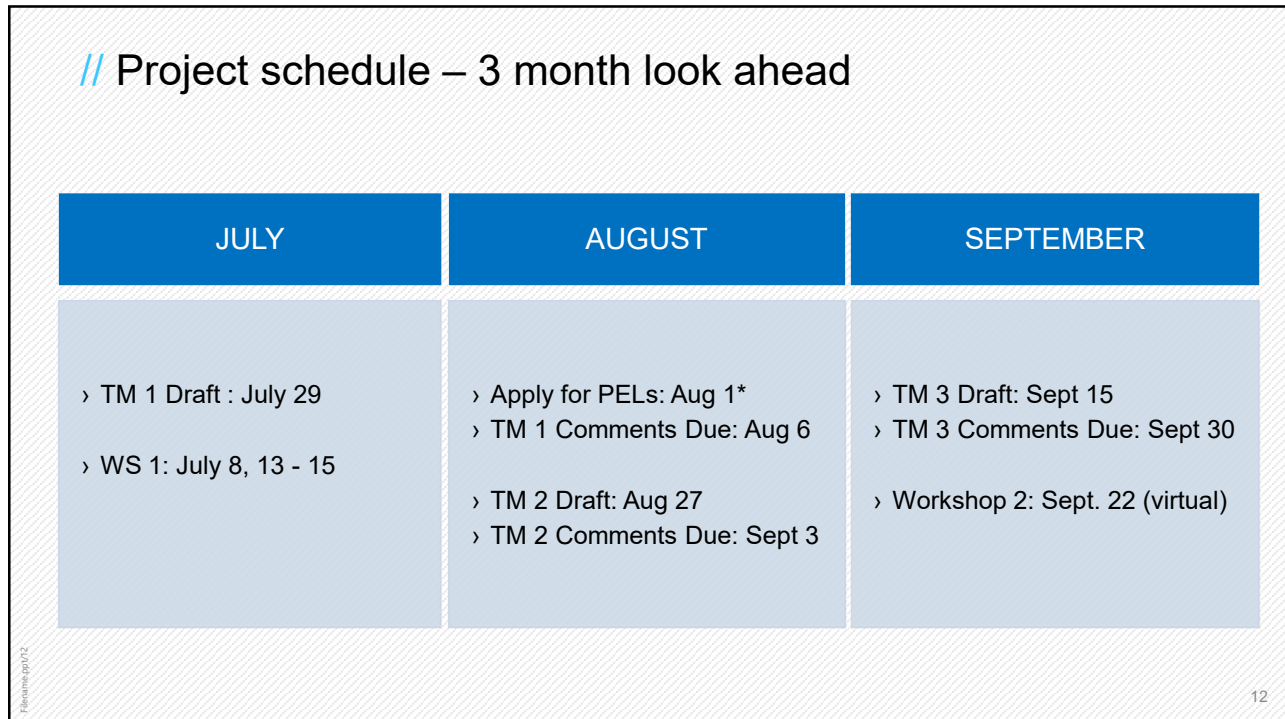 // Project schedule – 3 month look ahead
JULY
AUGUST
SEPTEMBER
› TM 1 Draft : July 29
› WS 1: July 8, 13 - 15
› Apply for PELs: Aug 1*
› TM 1 Comments Due: Aug 6
› TM 2 Draft: Aug 27
› TM 2 Comments Due: Sept 3
› TM 3 Draft: Sept 15
› TM 3 Comments Due: Sept 30
› Workshop 2: Sept. 22 (virtual)
Filename.ppt/12
12